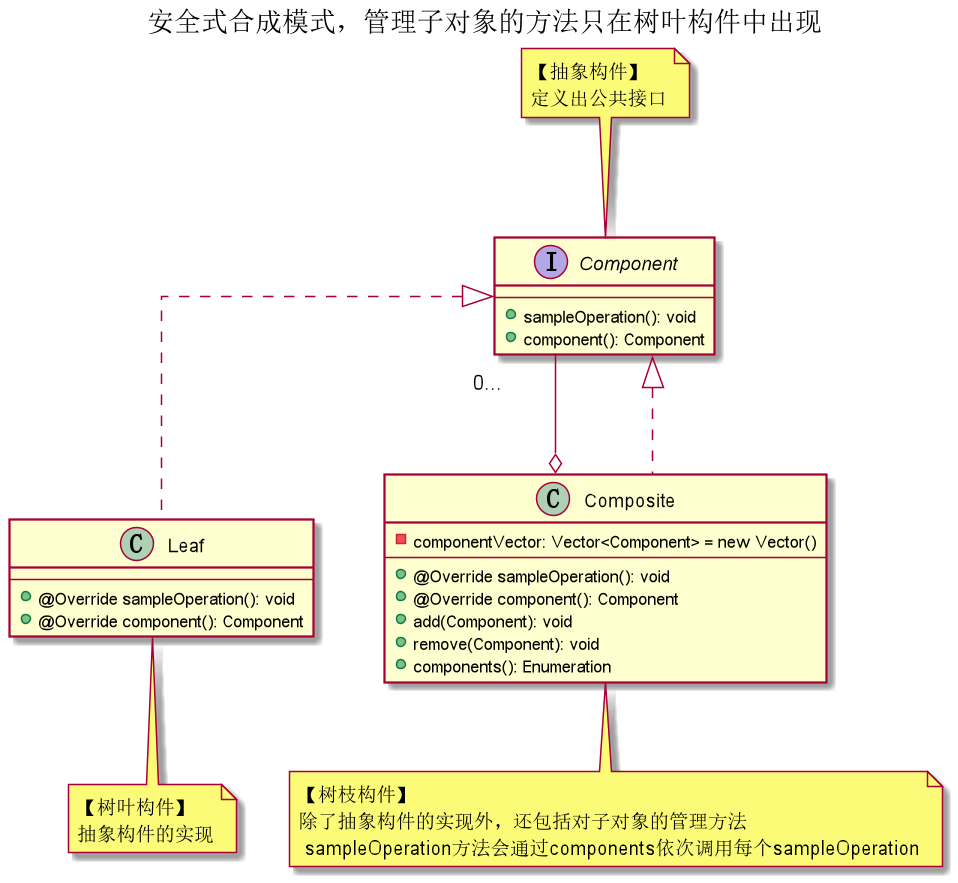 安全式合成模式，管理子对象的方法只在树叶构件中出现
【抽象构件】
定义出公共接口
I Component
sampleOperation(): void
component(): Component
0...
C Leaf
@Override sampleOperation(): void
@Override component(): Component
C Composite
componentVector: Vector<Component> = new Vector()
@Override sampleOperation(): void
@Override component(): Component
add(Component): void
remove(Component): void
components(): Enumeration
【树叶构件】
抽象构件的实现
【树枝构件】
除了抽象构件的实现外，还包括对子对象的管理方法
sampleOperation方法会通过components依次调用每个sampleOperation